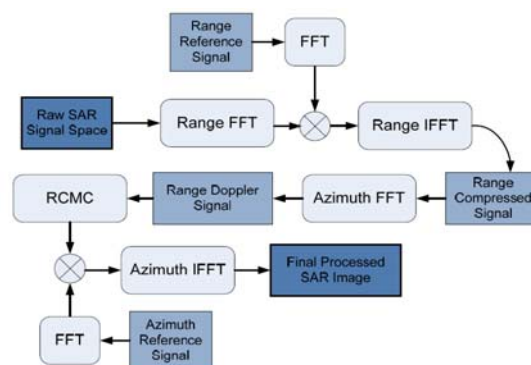 Range
Reference
Signal
FFT
Raw SAR
Signal Space
Range FFT
Range IFFT
RCMC
Range Doppler
Signal
Azimuth FFT
Range
Compressed
Signal
Azimuth IFFT
Final Processed
SAR Image
FFT
Azimuth
Reference
Signal